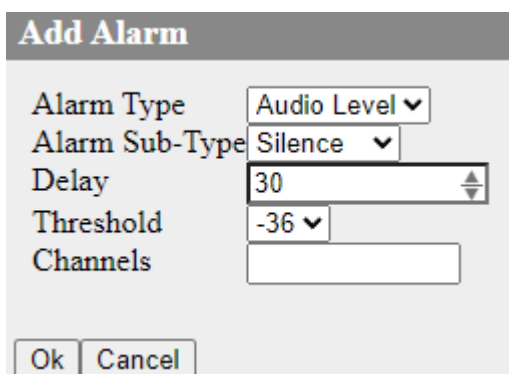 Add Alarm
Alarm Type Audio Level
Alarm Sub-Type Silence
Delay 30
Threshold -36
Channels
Ok Cancel